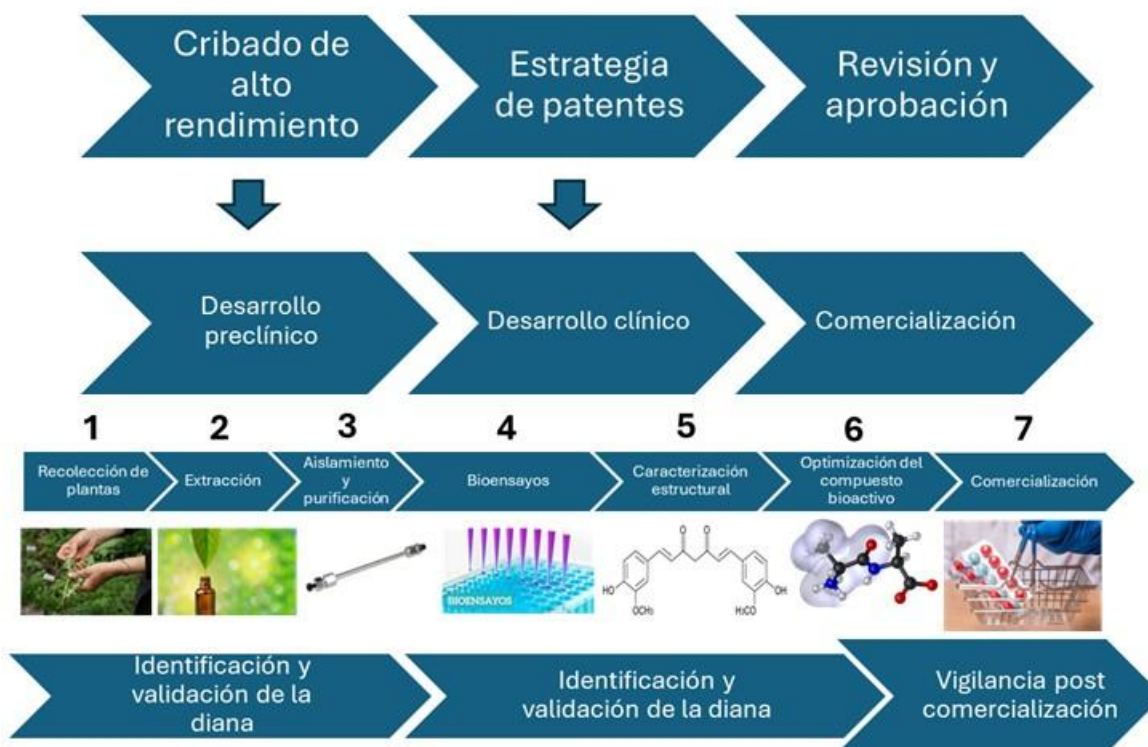 Cribado de
alto
rendimiento
Estrategia
de patentes
Revisión y
aprobación
Desarrollo
preclínico
Desarrollo clínico
Comercialización
1
2
3
4
5
6
7
Recolección de
plantas
Extracción
Aislamiento
y
purificación
Bioensayos
Caracterización
estructural
Optimización del
compuesto
bioactivo
Comercialización
BIOENSAYOS
O O
HO
OCH₃
H₃CO
OH
Identificación y
validación de la
diana
Identificación y
validación de la diana
Vigilancia post
comercialización